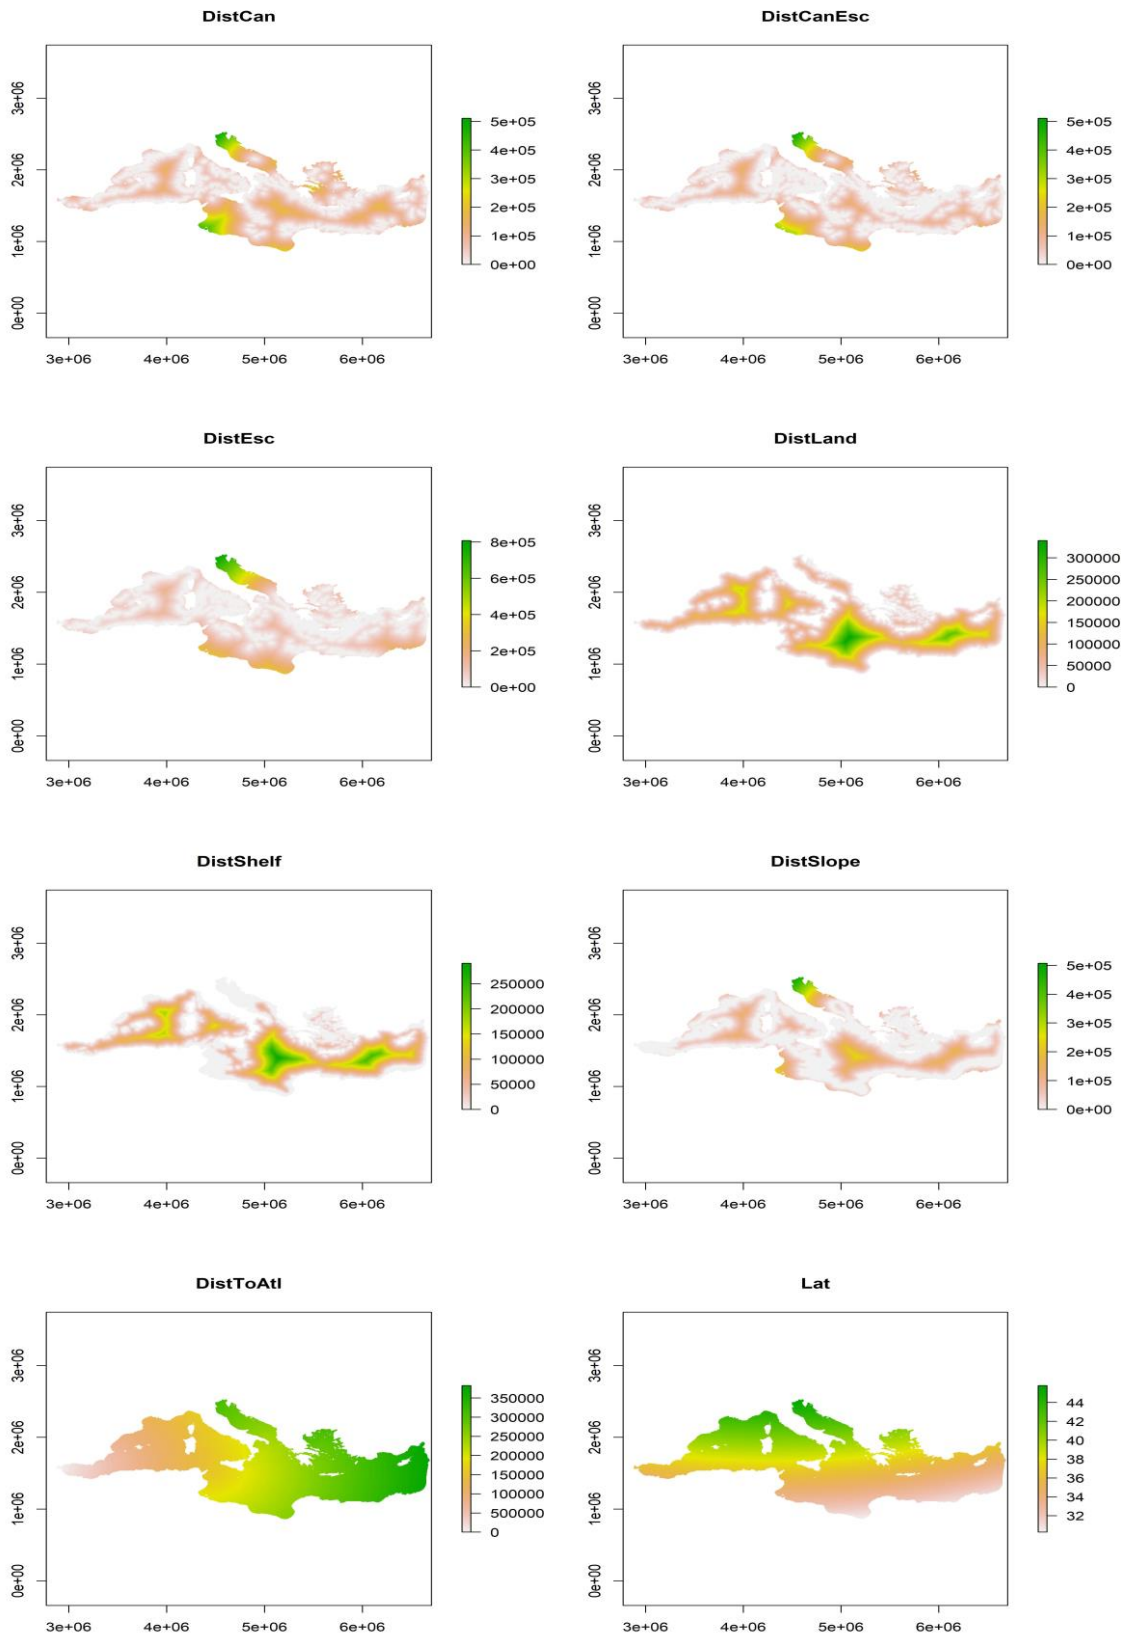 DistCan
3e+06
2e+06
1e+06
0e+00
3e+06 4e+06 5e+06 6e+06
5e+05
4e+05
3e+05
2e+05
1e+05
0e+00
DistCanEsc
3e+06
2e+06
1e+06
0e+00
3e+06 4e+06 5e+06 6e+06
5e+05
4e+05
3e+05
2e+05
1e+05
0e+00
DistEsc
3e+06
2e+06
1e+06
0e+00
3e+06 4e+06 5e+06 6e+06
8e+05
6e+05
4e+05
2e+05
0e+00
DistLand
3e+06
2e+06
1e+06
0e+00
3e+06 4e+06 5e+06 6e+06
300000
250000
200000
150000
100000
50000
0
DistShelf
3e+06
2e+06
1e+06
0e+00
3e+06 4e+06 5e+06 6e+06
250000
200000
150000
100000
50000
0
DistSlope
3e+06
2e+06
1e+06
0e+00
3e+06 4e+06 5e+06 6e+06
5e+05
4e+05
3e+05
2e+05
1e+05
0e+00
DistToAtl
3e+06
2e+06
1e+06
0e+00
3e+06 4e+06 5e+06 6e+06
350000
300000
250000
200000
150000
100000
500000
0
Lat
3e+06
2e+06
1e+06
0e+00
3e+06 4e+06 5e+06 6e+06
44
42
40
38
36
34
32